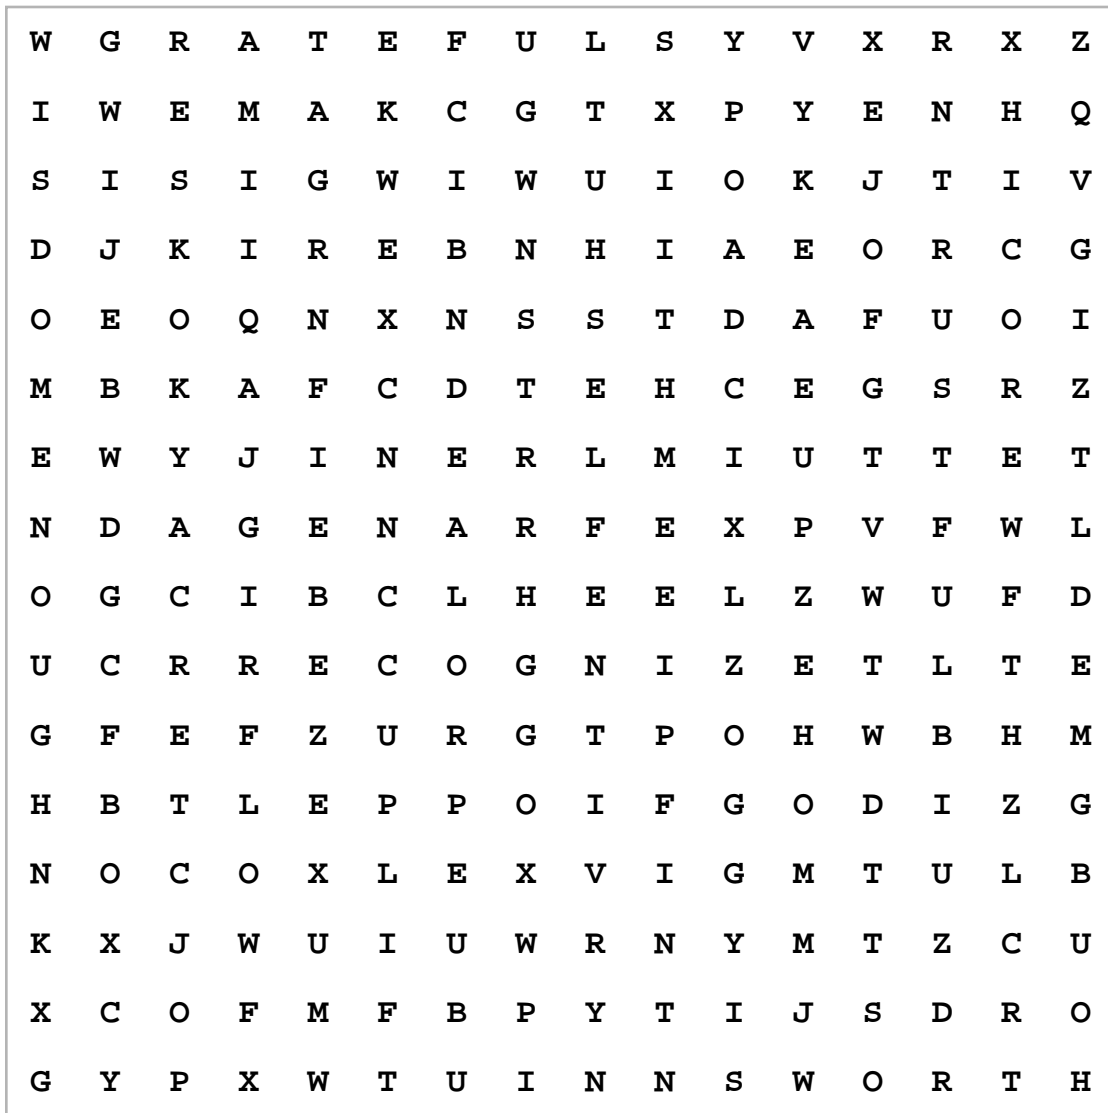 W G R A T E F U L S Y V X R X Z
I W E M A K C G T X P Y E N H Q
S I S I G W I W U I O K J T I V
D J K I R E B N H I A E O R C G
O E O Q N X N S S T D A F U O I
M B K A F C D T E H C E G S R Z
E W Y J I N E R L M I U T T E T
N D A G E N A R F E X P V F W L
O G C I B C L H E E L Z W U F D
U C R R E C O G N I Z E T L T E
G F E F Z U R G T P O H W B H M
H B T L E P P O I F G O D I Z G
N O C O X L E X V I G M T U L B
K X J W U I U W R N Y M T Z C U
X C O F M F B P Y T I J S D R O
G Y P X W T U I N N S W O R T H